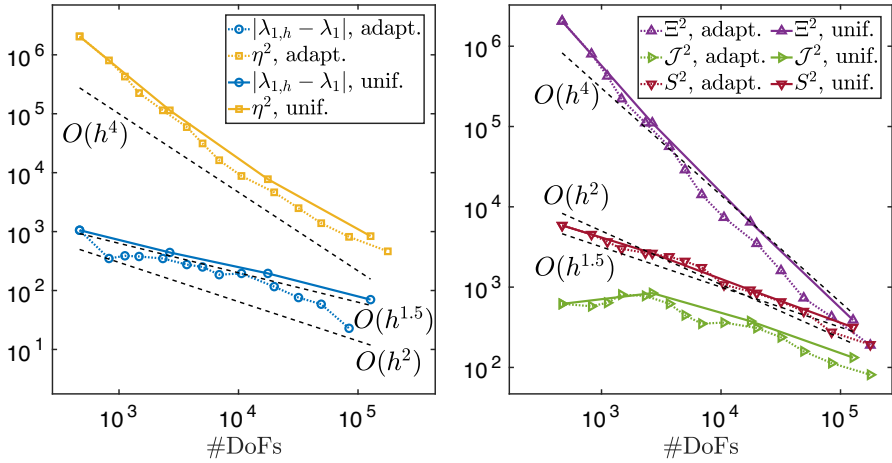 |λ₁,ₕ − λ₁|, adapt.
η², adapt.
|λ₁,ₕ − λ₁|, unif.
η², unif.
10⁶
10⁵
10⁴
10³
10²
10¹
O(h⁴)
O(h^1.5)
O(h²)
10³ 10⁴ 10⁵
#DoFs
Ξ², adapt. Ξ², unif.
𝒥², adapt. 𝒥², unif.
S², adapt. S², unif.
10⁶
10⁵
10⁴
10³
10²
O(h⁴)
O(h²)
O(h^1.5)
10³ 10⁴ 10⁵
#DoFs